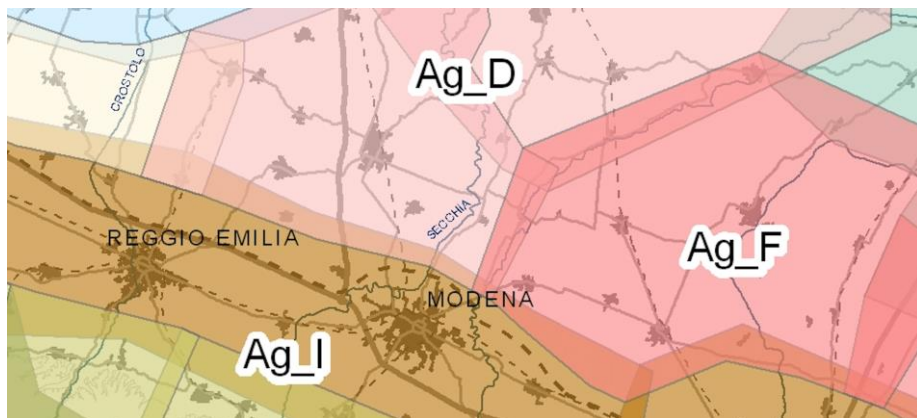 CROSTOLO
Ag_D
SECCHIA
REGGIO EMILIA
Ag_F
MODENA
Ag_I